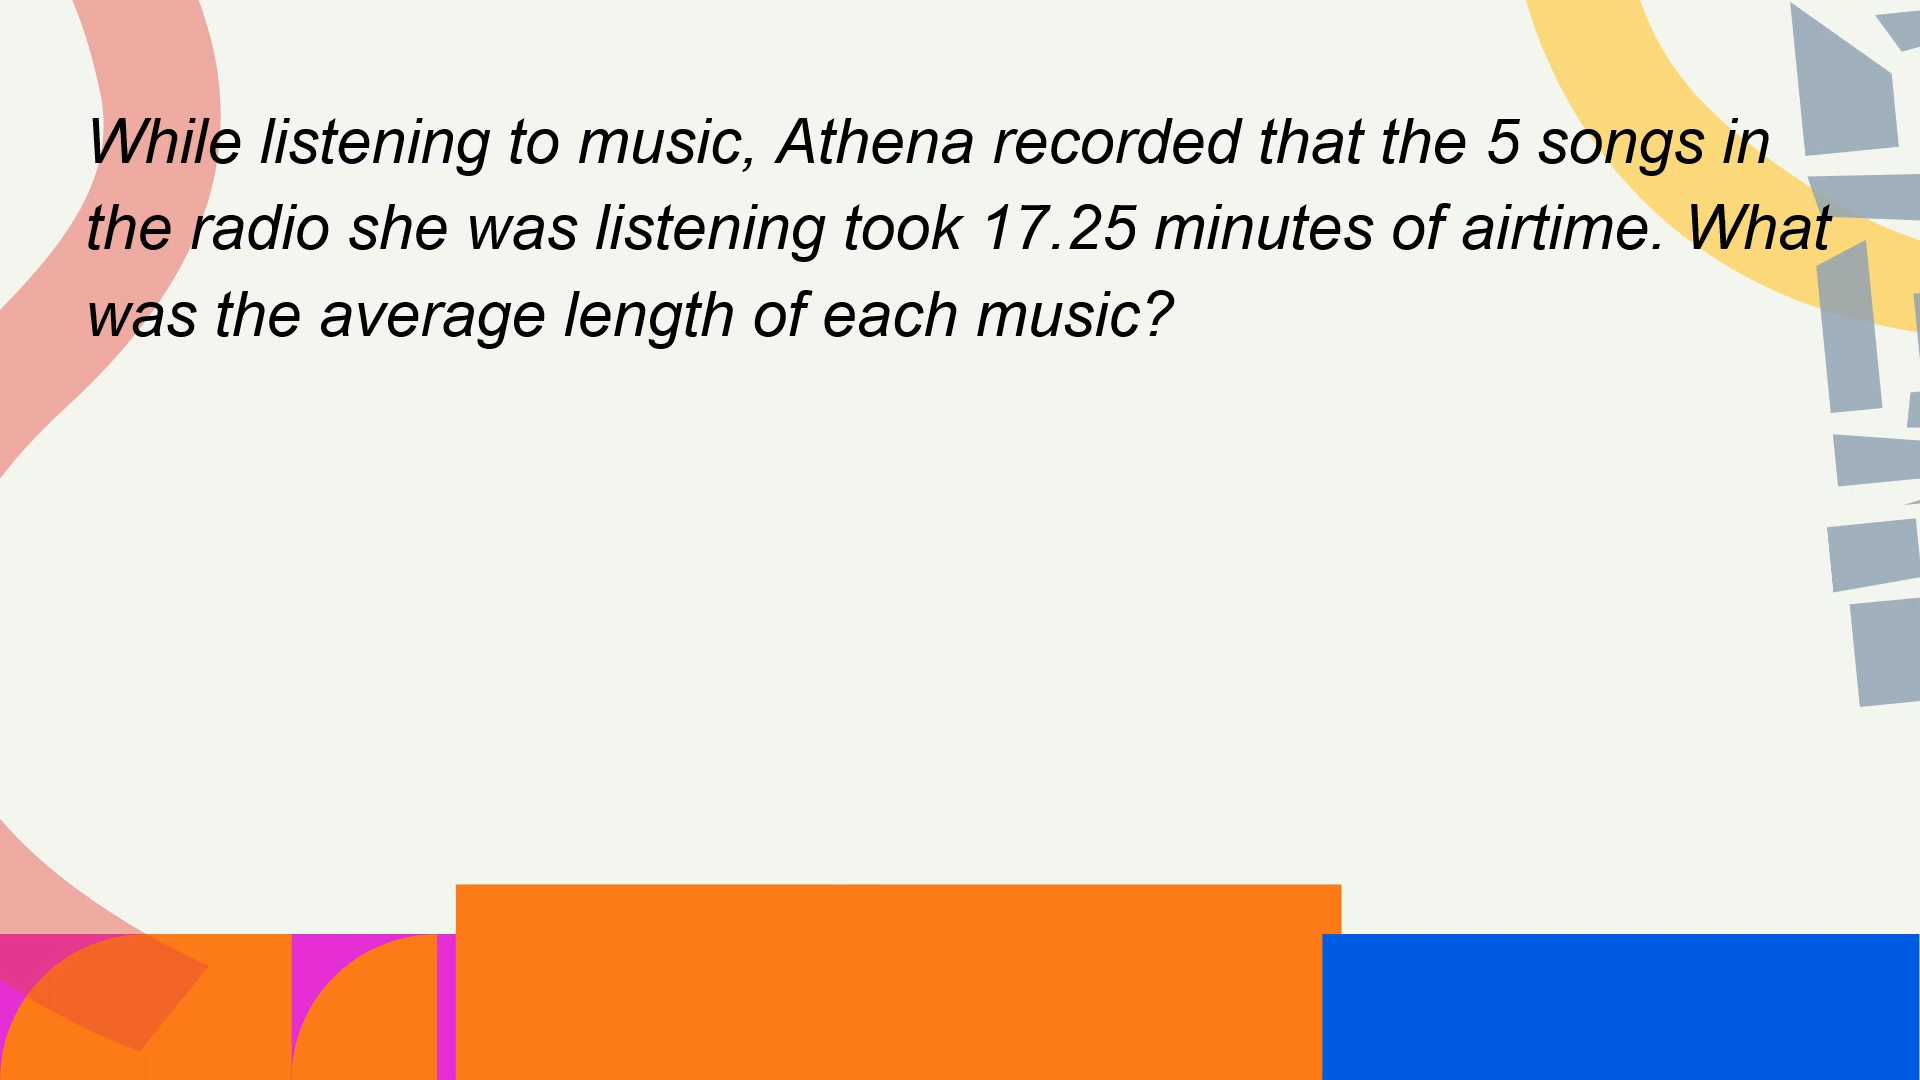 While listening to music, Athena recorded that the 5 songs in
the radio she was listening took 17.25 minutes of airtime. What
was the average length of each music?